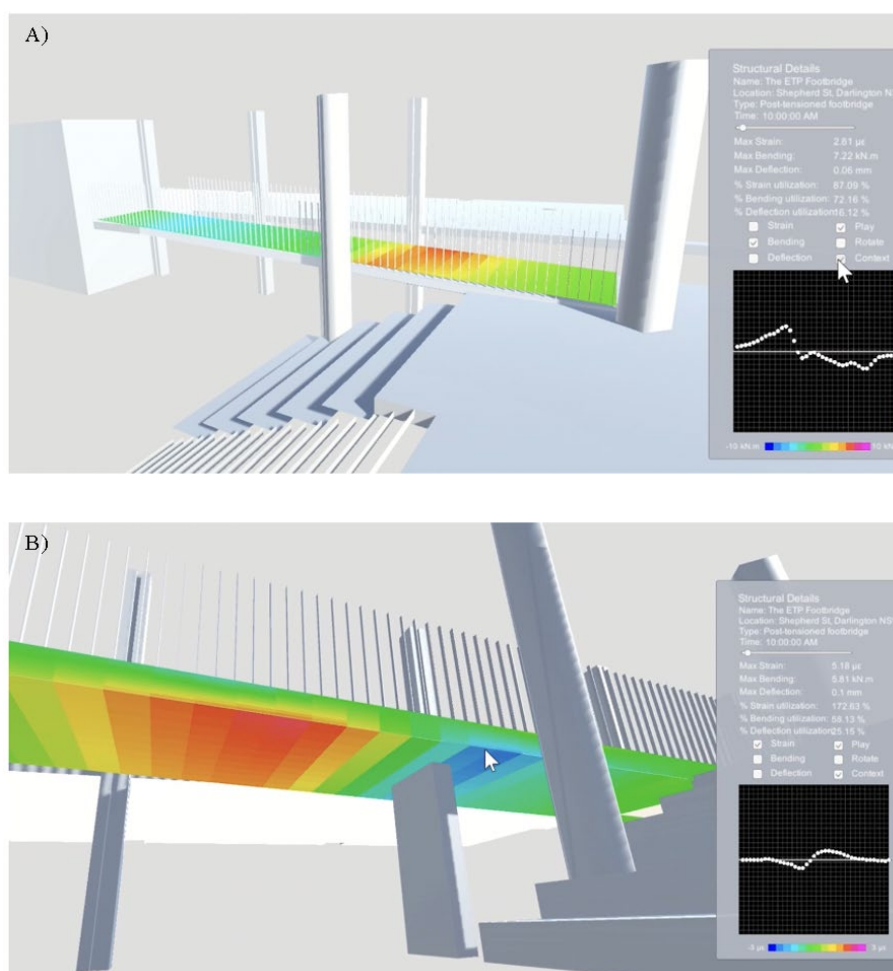 A)
Structural Details
Name: The ETP Footbridge
Location: Shepherd St, Darlington N
Type: Post-tensioned footbridge
Time: 10:00:00 AM
Max Strain: 2.61 µε
Max Bending: 7.22 kN.m
Max Deflection: 0.06 mm
% Strain utilization: 87.09 %
% Bending utilization: 72.16 %
% Deflection utilization 16.12 %
Strain Play
Bending Rotate
Deflection Context
-10 kN.m 10 kN
B)
Structural Details
Name: The ETP Footbridge
Location: Shepherd St, Darlington NS
Type: Post-tensioned footbridge
Time: 10:00:00 AM
Max Strain: 5.18 µε
Max Bending: 5.81 kN.m
Max Deflection: 0.1 mm
% Strain utilization: 172.63 %
% Bending utilization: 58.13 %
% Deflection utilization 25.15 %
Strain Play
Bending Rotate
Deflection Context
-3 µε 3 µε